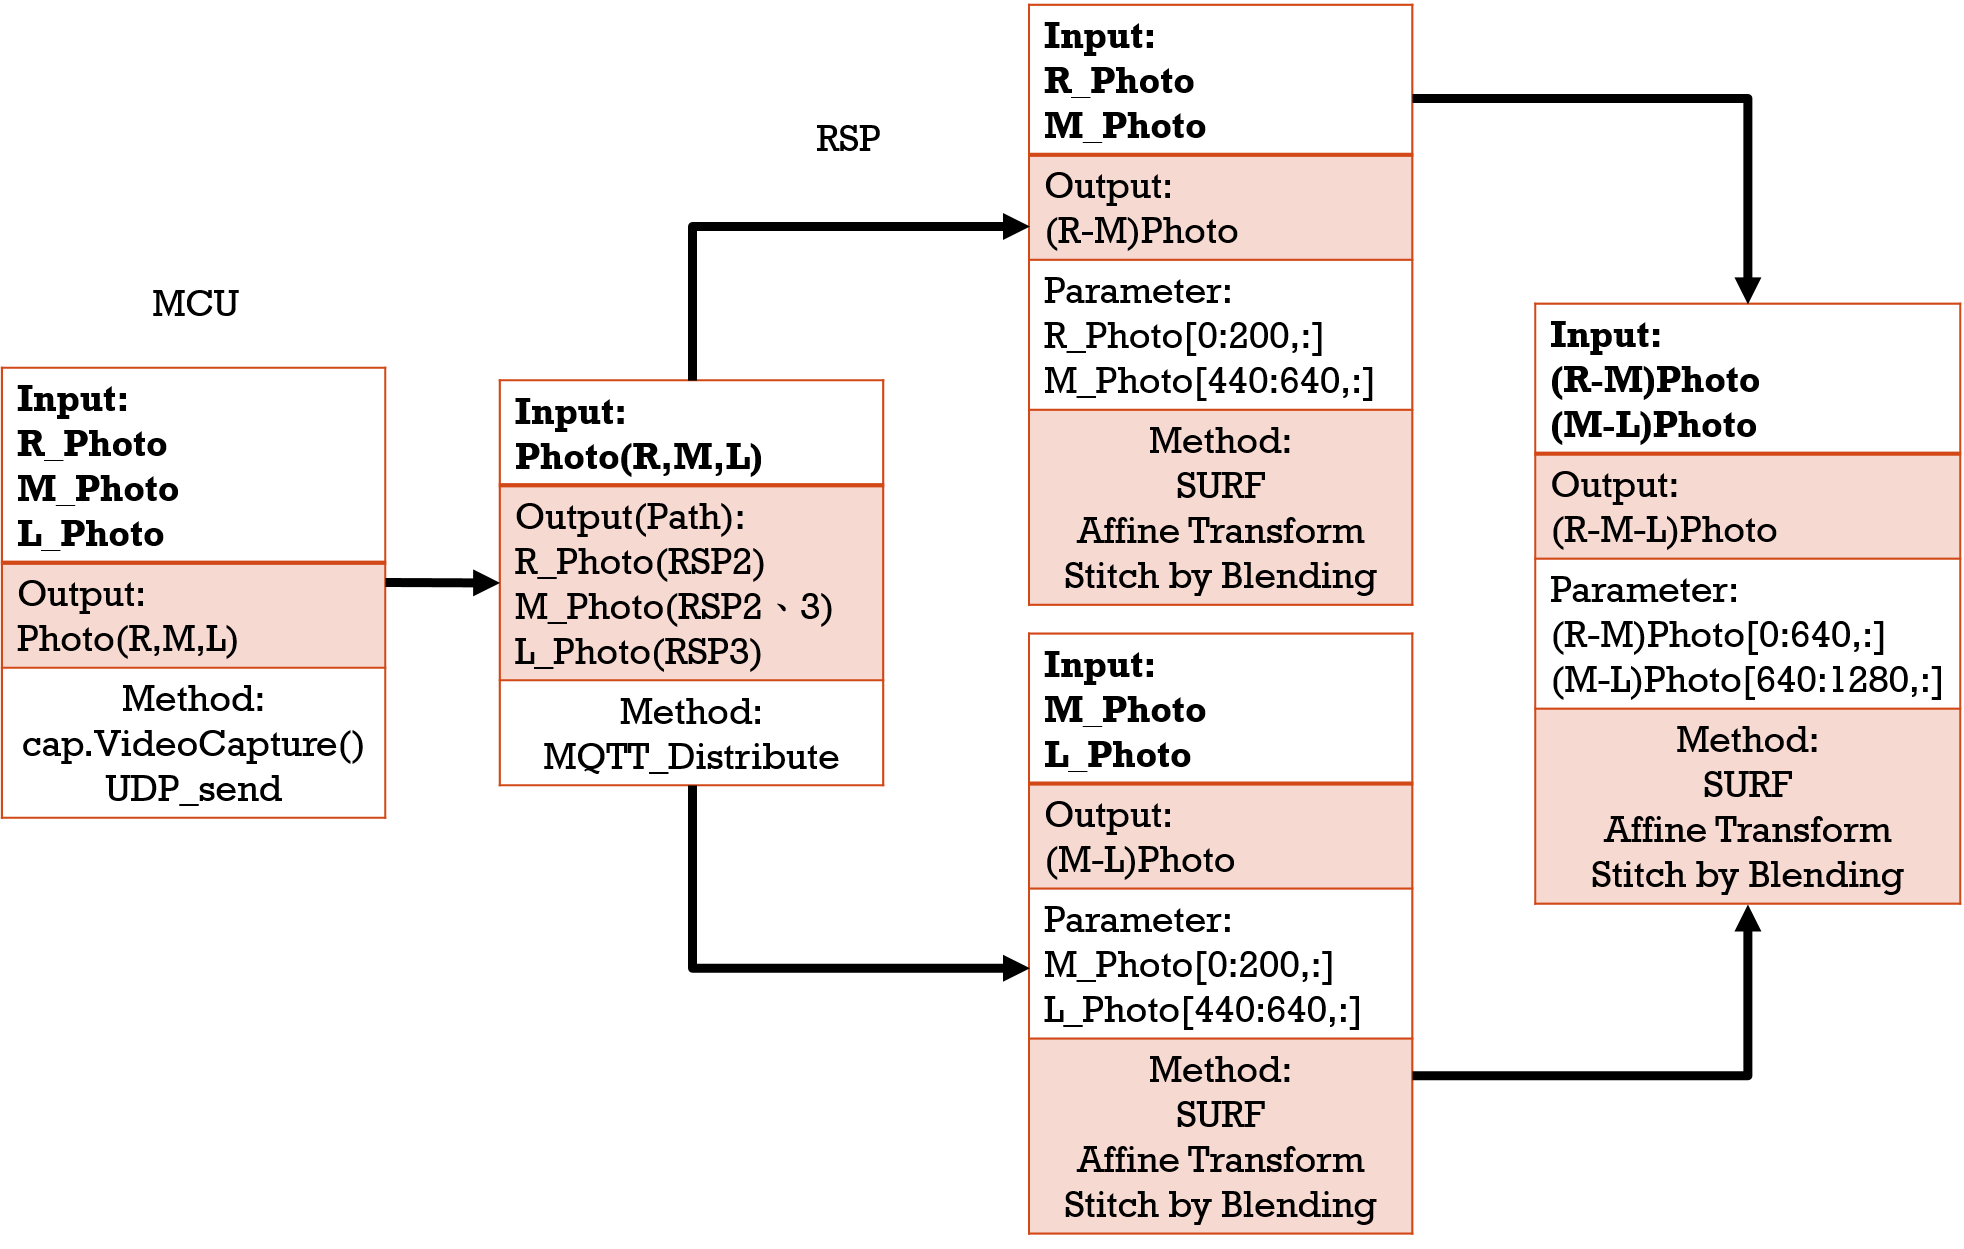 MCU
Input:
R_Photo
M_Photo
L_Photo
Output:
Photo(R,M,L)
Method:
cap.VideoCapture()
UDP_send
RSP
Input:
Photo(R,M,L)
Output(Path):
R_Photo(RSP2)
M_Photo(RSP2、3)
L_Photo(RSP3)
Method:
MQTT_Distribute
Input:
R_Photo
M_Photo
Output:
(R-M)Photo
Parameter:
R_Photo[0:200,:]
M_Photo[440:640,:]
Method:
SURF
Affine Transform
Stitch by Blending
Input:
M_Photo
L_Photo
Output:
(M-L)Photo
Parameter:
M_Photo[0:200,:]
L_Photo[440:640,:]
Method:
SURF
Affine Transform
Stitch by Blending
Input:
(R-M)Photo
(M-L)Photo
Output:
(R-M-L)Photo
Parameter:
(R-M)Photo[0:640,:]
(M-L)Photo[640:1280,:]
Method:
SURF
Affine Transform
Stitch by Blending